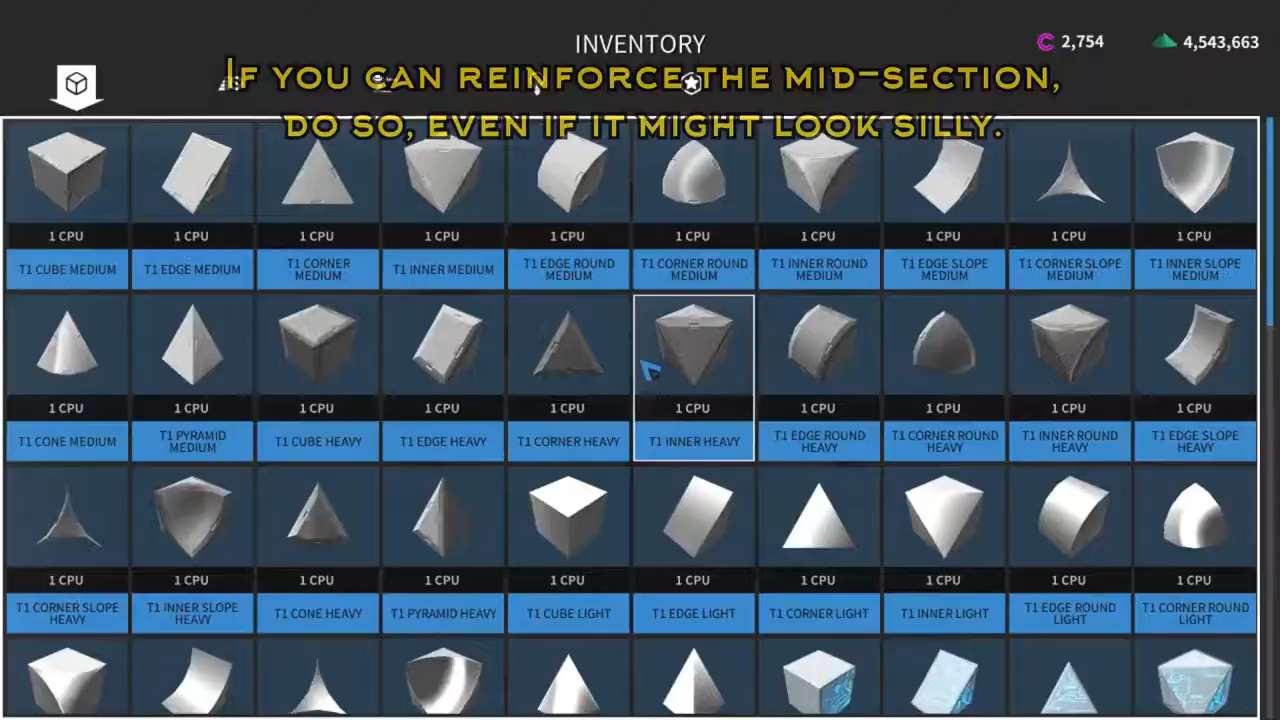 INVENTORY
2,754
4,543,663
IF YOU CAN REINFORCE THE MID-SECTION,
DO SO, EVEN IF IT MIGHT LOOK SILLY.
1 CPU
1 CPU
1 CPU
1 CPU
1 CPU
1 CPU
1 CPU
1 CPU
1 CPU
1 CPU
T1 CUBE MEDIUM
T1 EDGE MEDIUM
T1 CORNER
MEDIUM
T1 INNER MEDIUM
T1 EDGE ROUND
MEDIUM
T1 CORNER ROUND
MEDIUM
T1 INNER ROUND
MEDIUM
T1 EDGE SLOPE
MEDIUM
T1 CORNER SLOPE
MEDIUM
T1 INNER SLOPE
MEDIUM
1 CPU
1 CPU
1 CPU
1 CPU
1 CPU
1 CPU
1 CPU
1 CPU
1 CPU
1 CPU
T1 CONE MEDIUM
T1 PYRAMID
MEDIUM
T1 CUBE HEAVY
T1 EDGE HEAVY
T1 CORNER HEAVY
T1 INNER HEAVY
T1 EDGE ROUND
HEAVY
T1 CORNER ROUND
HEAVY
T1 INNER ROUND
HEAVY
T1 EDGE SLOPE
HEAVY
1 CPU
1 CPU
1 CPU
1 CPU
1 CPU
1 CPU
1 CPU
1 CPU
1 CPU
1 CPU
T1 CORNER SLOPE
HEAVY
T1 INNER SLOPE
HEAVY
T1 CONE HEAVY
T1 PYRAMID HEAVY
T1 CUBE LIGHT
T1 EDGE LIGHT
T1 CORNER LIGHT
T1 INNER LIGHT
T1 EDGE ROUND
LIGHT
T1 CORNER ROUND
LIGHT